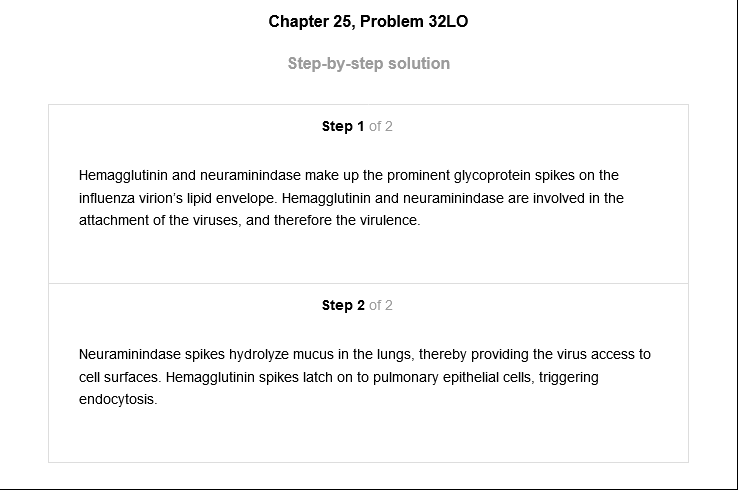 Chapter 25, Problem 32LO
Step-by-step solution
Step 1 of 2
Hemagglutinin and neuraminindase make up the prominent glycoprotein spikes on the
influenza virion's lipid envelope. Hemagglutinin and neuraminindase are involved in the
attachment of the viruses, and therefore the virulence.
Step 2 of 2
Neuraminindase spikes hydrolyze mucus in the lungs, thereby providing the virus access to
cell surfaces. Hemagglutinin spikes latch on to pulmonary epithelial cells, triggering
endocytosis.